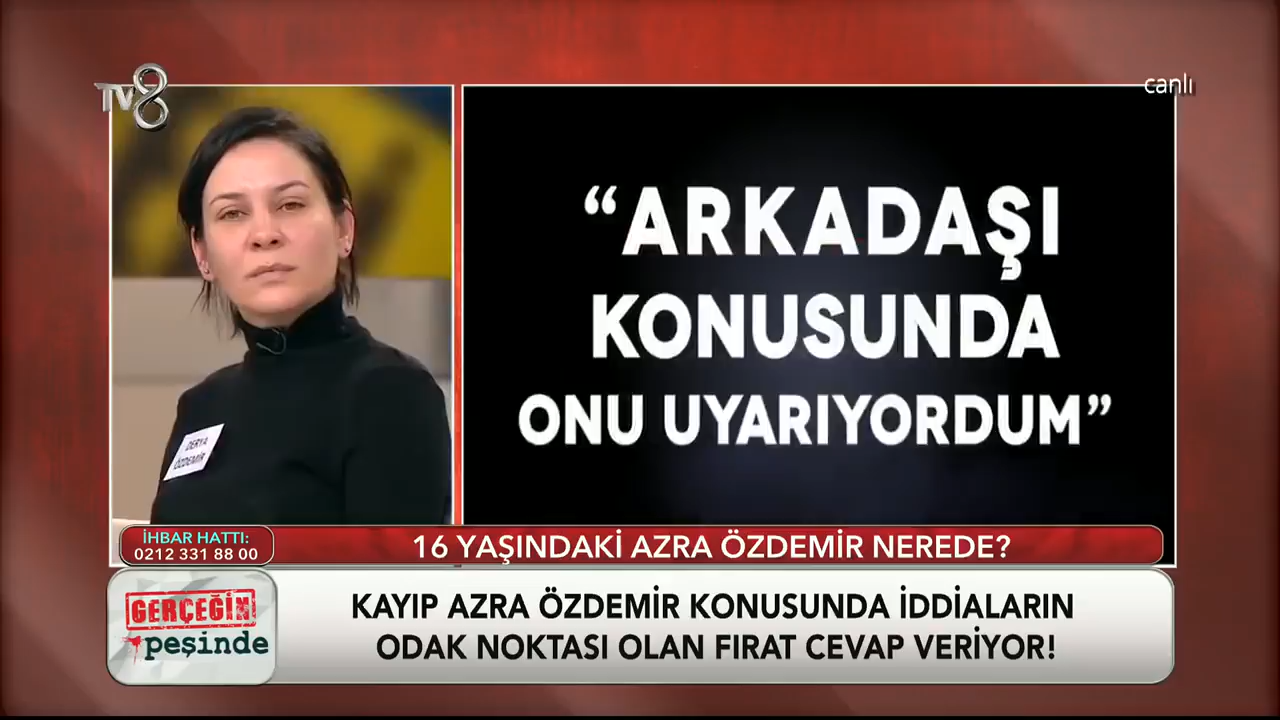 TV8
canlı
“ARKADAŞI
KONUSUNDA
ONU UYARIYORDUM”
DERYA
ÖZDEMİR
İHBAR HATTI:
0212 331 88 00
16 YAŞINDAKİ AZRA ÖZDEMİR NEREDE?
GERÇEĞİN
peşinde
KAYIP AZRA ÖZDEMİR KONUSUNDA İDDİALARIN
ODAK NOKTASI OLAN FIRAT CEVAP VERİYOR!